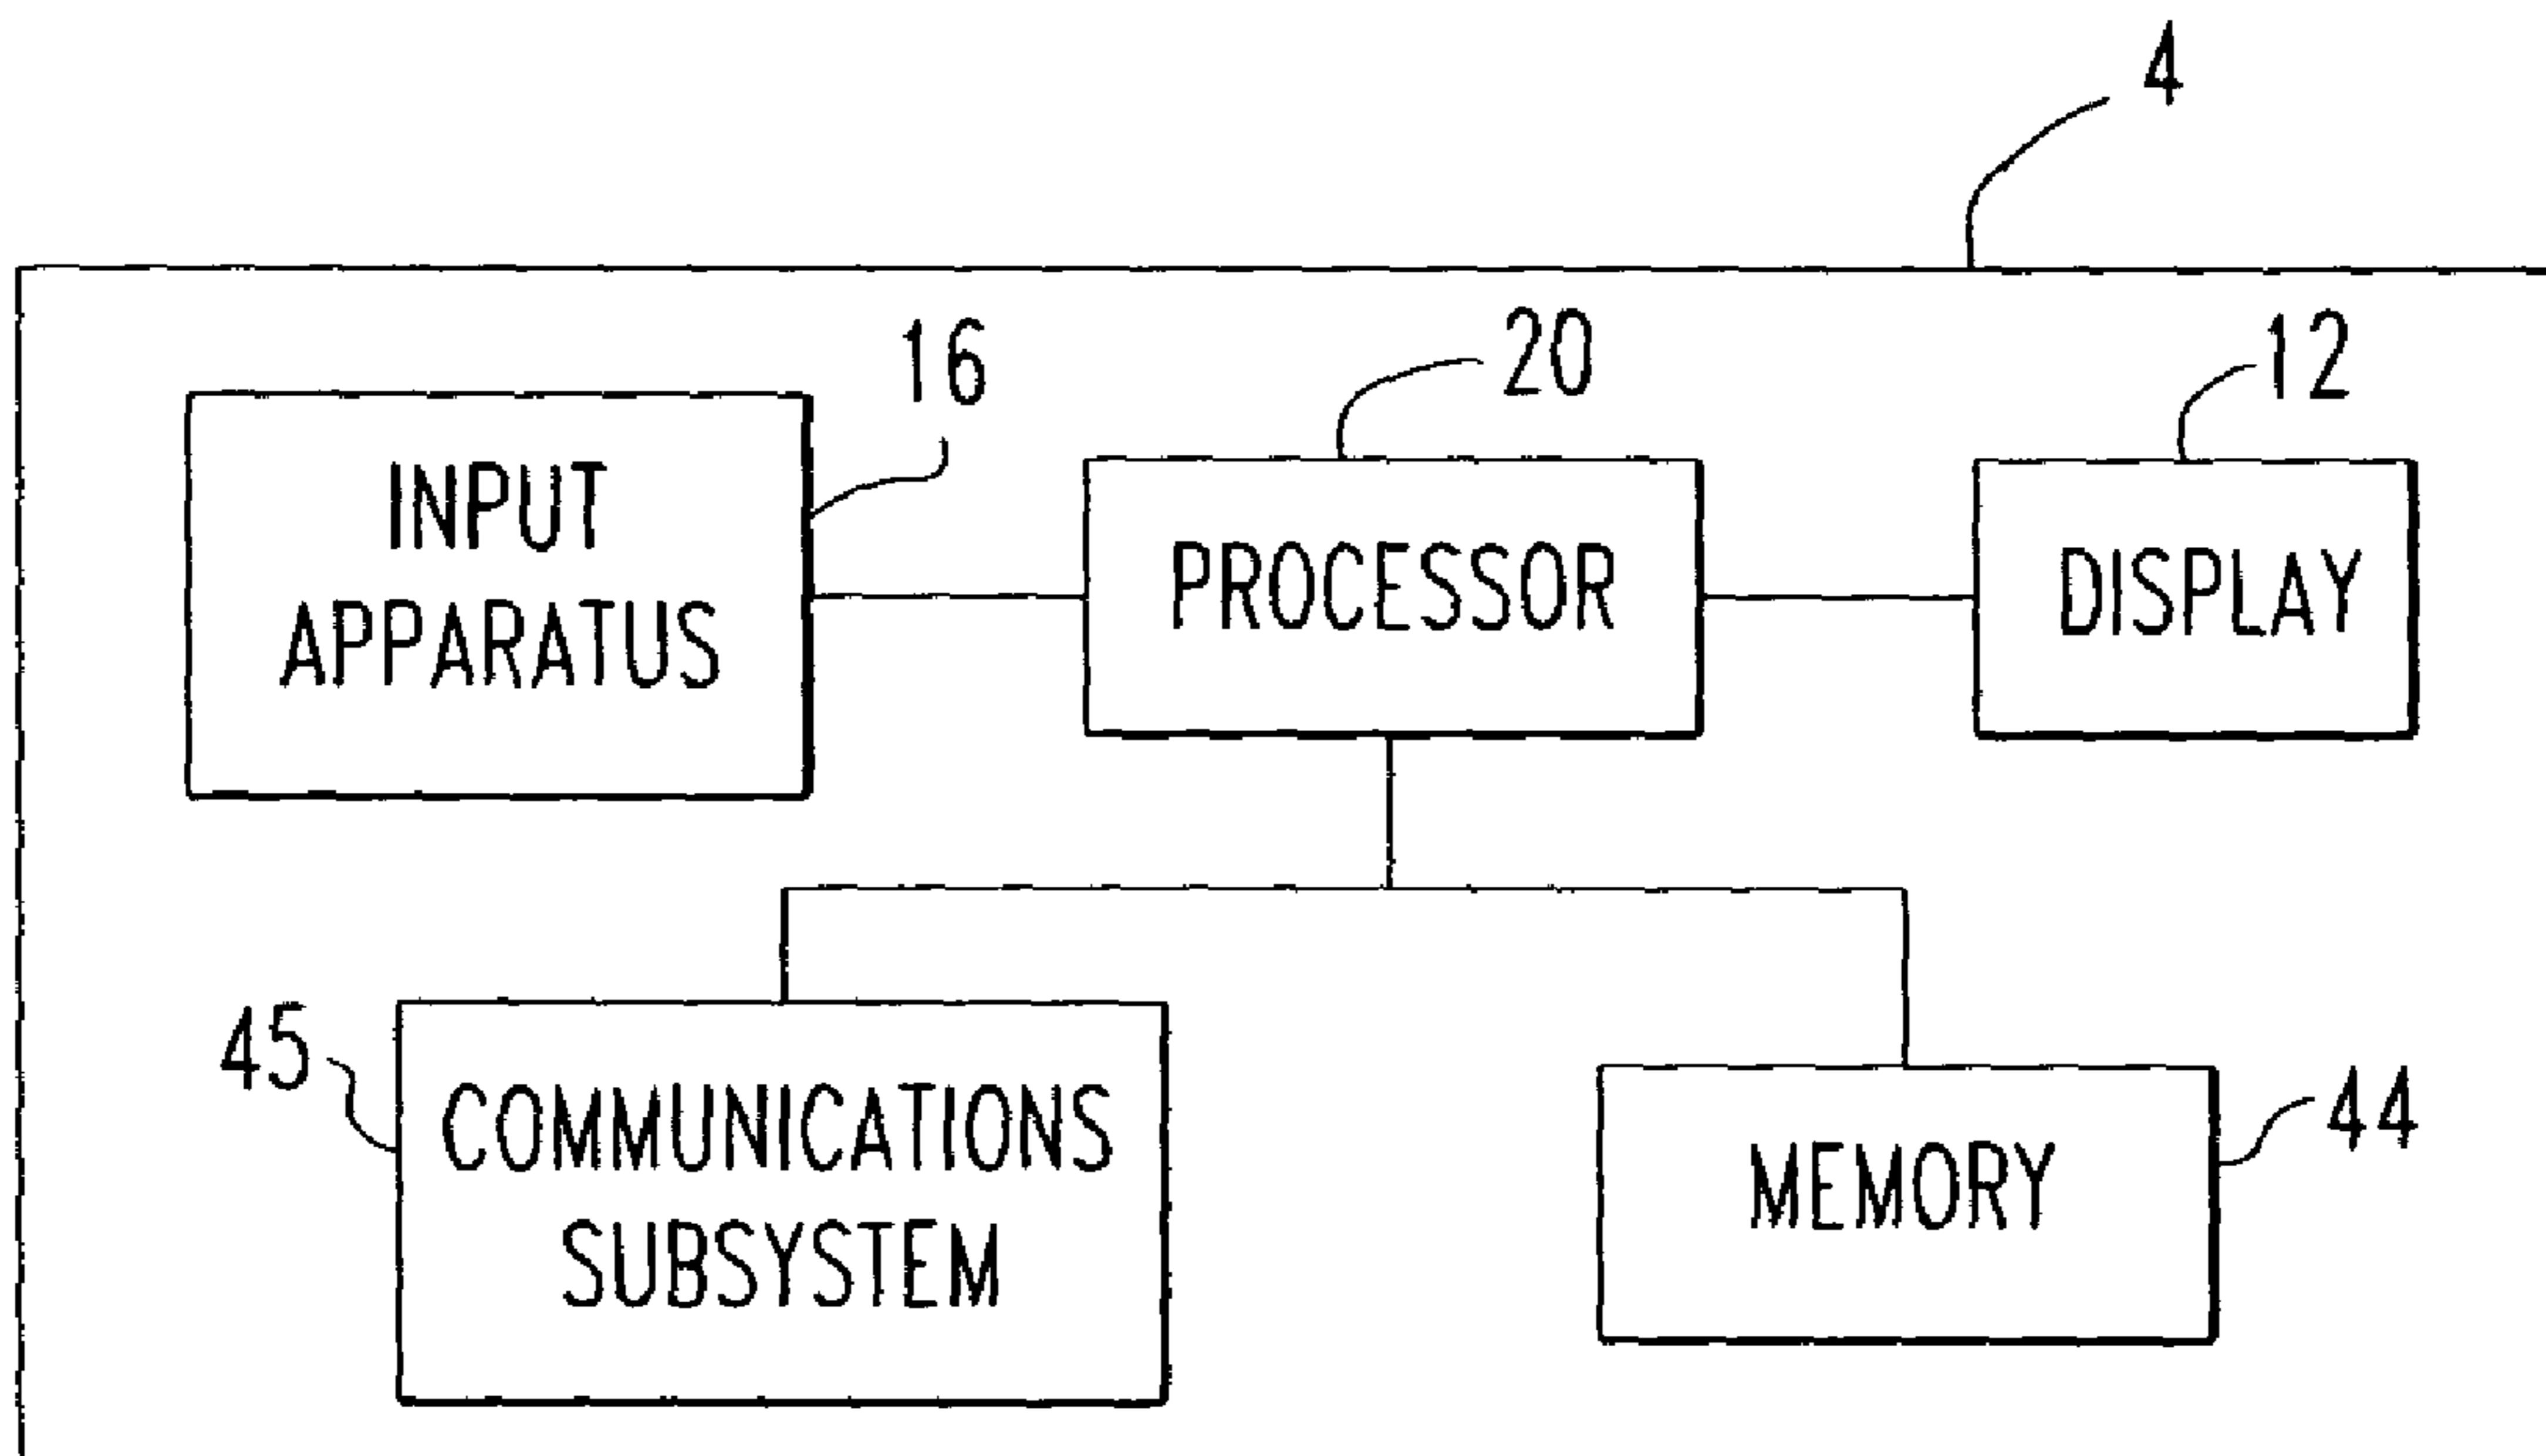 4
16
20
12
INPUT
APPARATUS
PROCESSOR
DISPLAY
45
COMMUNICATIONS
SUBSYSTEM
44
MEMORY